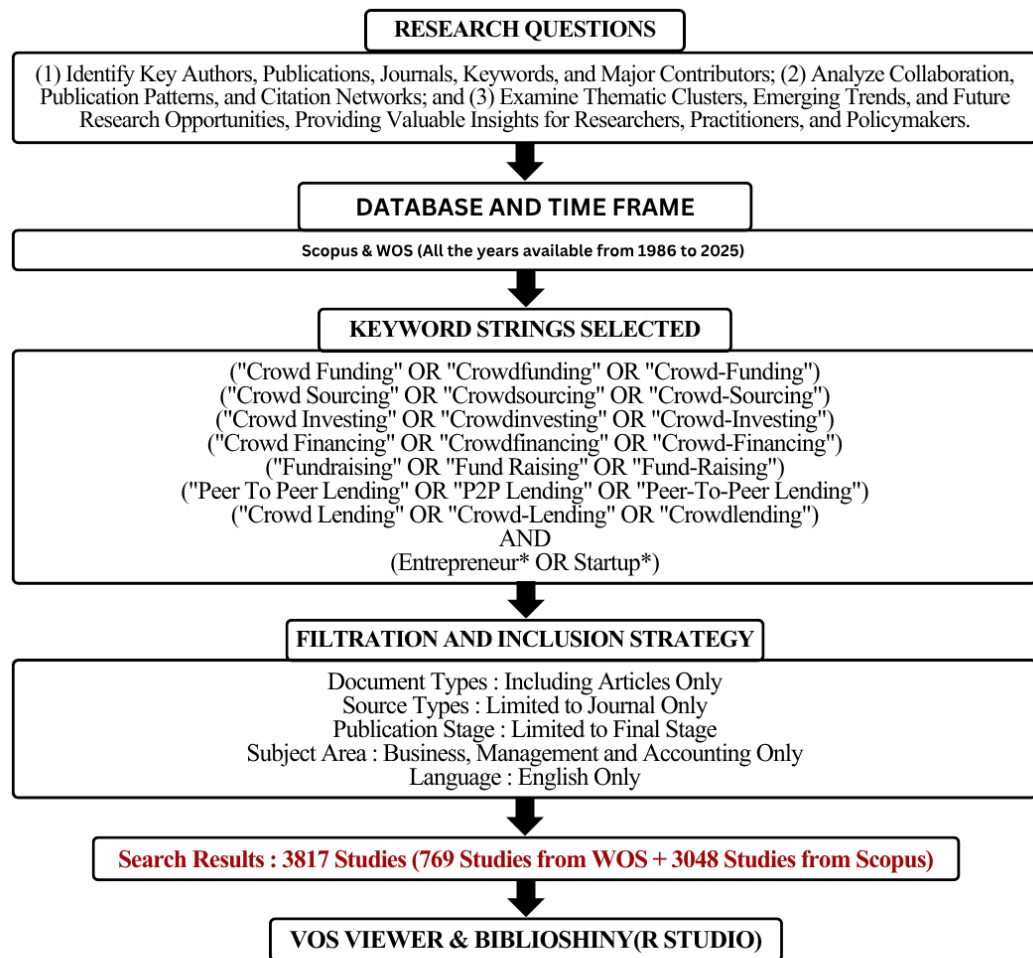 RESEARCH QUESTIONS
(1) Identify Key Authors, Publications, Journals, Keywords, and Major Contributors; (2) Analyze Collaboration,
Publication Patterns, and Citation Networks; and (3) Examine Thematic Clusters, Emerging Trends, and Future
Research Opportunities, Providing Valuable Insights for Researchers, Practitioners, and Policymakers.
DATABASE AND TIME FRAME
Scopus & WOS (All the years available from 1986 to 2025)
KEYWORD STRINGS SELECTED
("Crowd Funding" OR "Crowdfunding" OR "Crowd-Funding")
("Crowd Sourcing" OR "Crowdsourcing" OR "Crowd-Sourcing")
("Crowd Investing" OR "Crowdinvesting" OR "Crowd-Investing")
("Crowd Financing" OR "Crowdfinancing" OR "Crowd-Financing")
("Fundraising" OR "Fund Raising" OR "Fund-Raising")
("Peer To Peer Lending" OR "P2P Lending" OR "Peer-To-Peer Lending")
("Crowd Lending" OR "Crowd-Lending" OR "Crowdlending")
AND
(Entrepreneur* OR Startup*)
FILTRATION AND INCLUSION STRATEGY
Document Types : Including Articles Only
Source Types : Limited to Journal Only
Publication Stage : Limited to Final Stage
Subject Area : Business, Management and Accounting Only
Language : English Only
Search Results : 3817 Studies (769 Studies from WOS + 3048 Studies from Scopus)
VOS VIEWER & BIBLIOSHINY(R STUDIO)